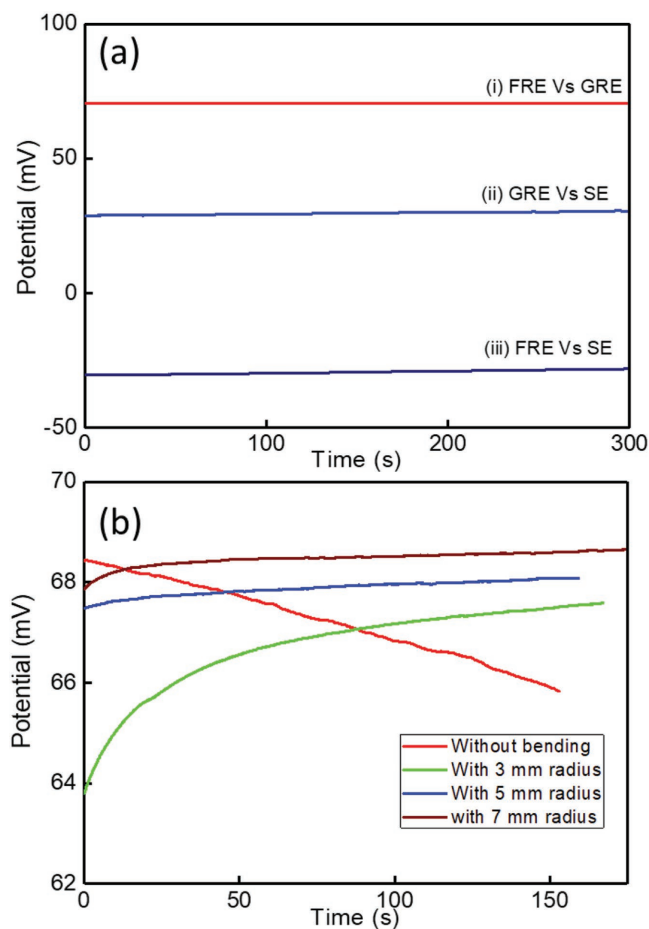 (a)
100
50
0
-50
Potential (mV)
(i) FRE Vs GRE
(ii) GRE Vs SE
(iii) FRE Vs SE
0
100
200
300
Time (s)
(b)
70
68
66
64
62
Potential (mV)
Without bending
With 3 mm radius
With 5 mm radius
with 7 mm radius
0
50
100
150
Time (s)